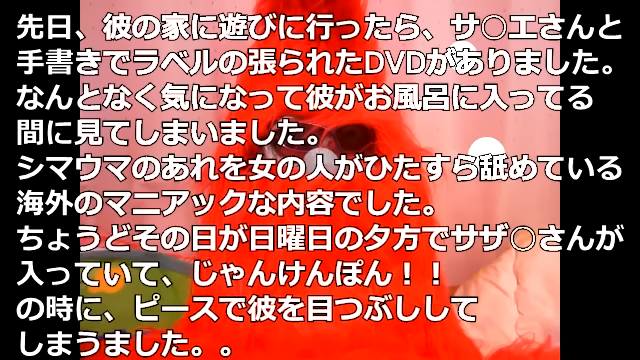 先日、彼の家に遊びに行ったら、サ○エさんと
手書きでラベルの張られたDVDがありました。
なんとなく気になって彼がお風呂に入ってる
間に見てしまいました。
シマウマのあれを女の人がひたすら舐めている
海外のマニアックな内容でした。
ちょうどその日が日曜日の夕方でサザ○さんが
入っていて、じゃんけんぽん！！
の時に、ピースで彼を目つぶしして
しまうました。。